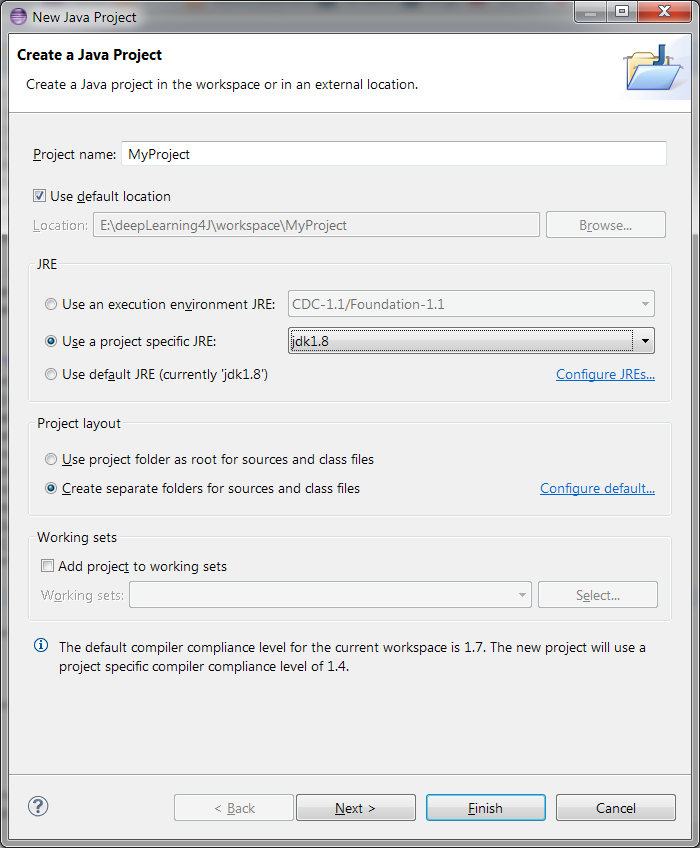 New Java Project
Create a Java Project
Create a Java project in the workspace or in an external location.
Project name: MyProject
Use default location
Location: E:\deepLearning4J\workspace\MyProject Browse...
JRE
Use an execution environment JRE: CDC-1.1/Foundation-1.1
Use a project specific JRE: jdk1.8
Use default JRE (currently 'jdk1.8') Configure JREs...
Project layout
Use project folder as root for sources and class files
Create separate folders for sources and class files Configure default...
Working sets
Add project to working sets
Working sets: Select...
The default compiler compliance level for the current workspace is 1.7. The new project will use a
project specific compiler compliance level of 1.4.
< Back Next > Finish Cancel